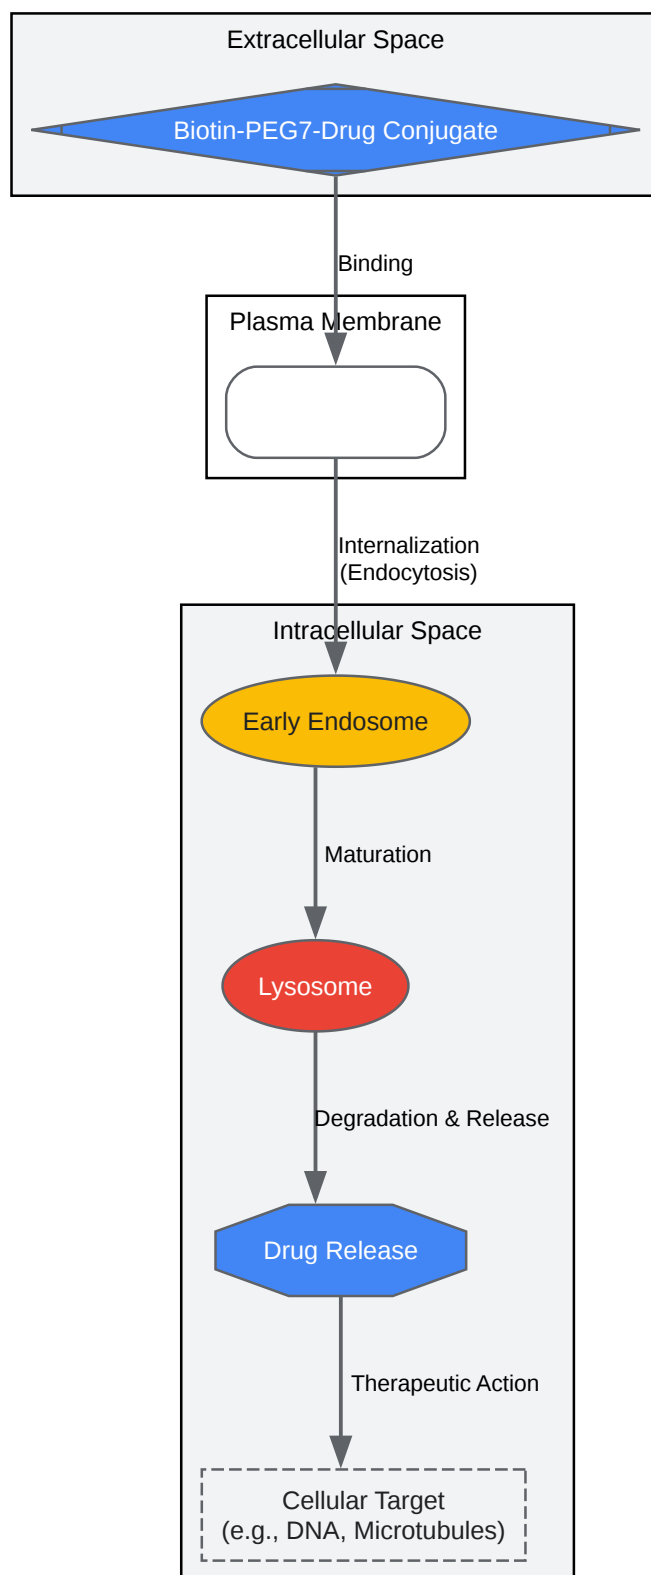 Extracellular Space
Biotin-PEG7-Drug Conjugate
Binding
Plasma Membrane
Internalization
(Endocytosis)
Intracellular Space
Early Endosome
Maturation
Lysosome
Degradation & Release
Drug Release
Therapeutic Action
Cellular Target
(e.g., DNA, Microtubules)